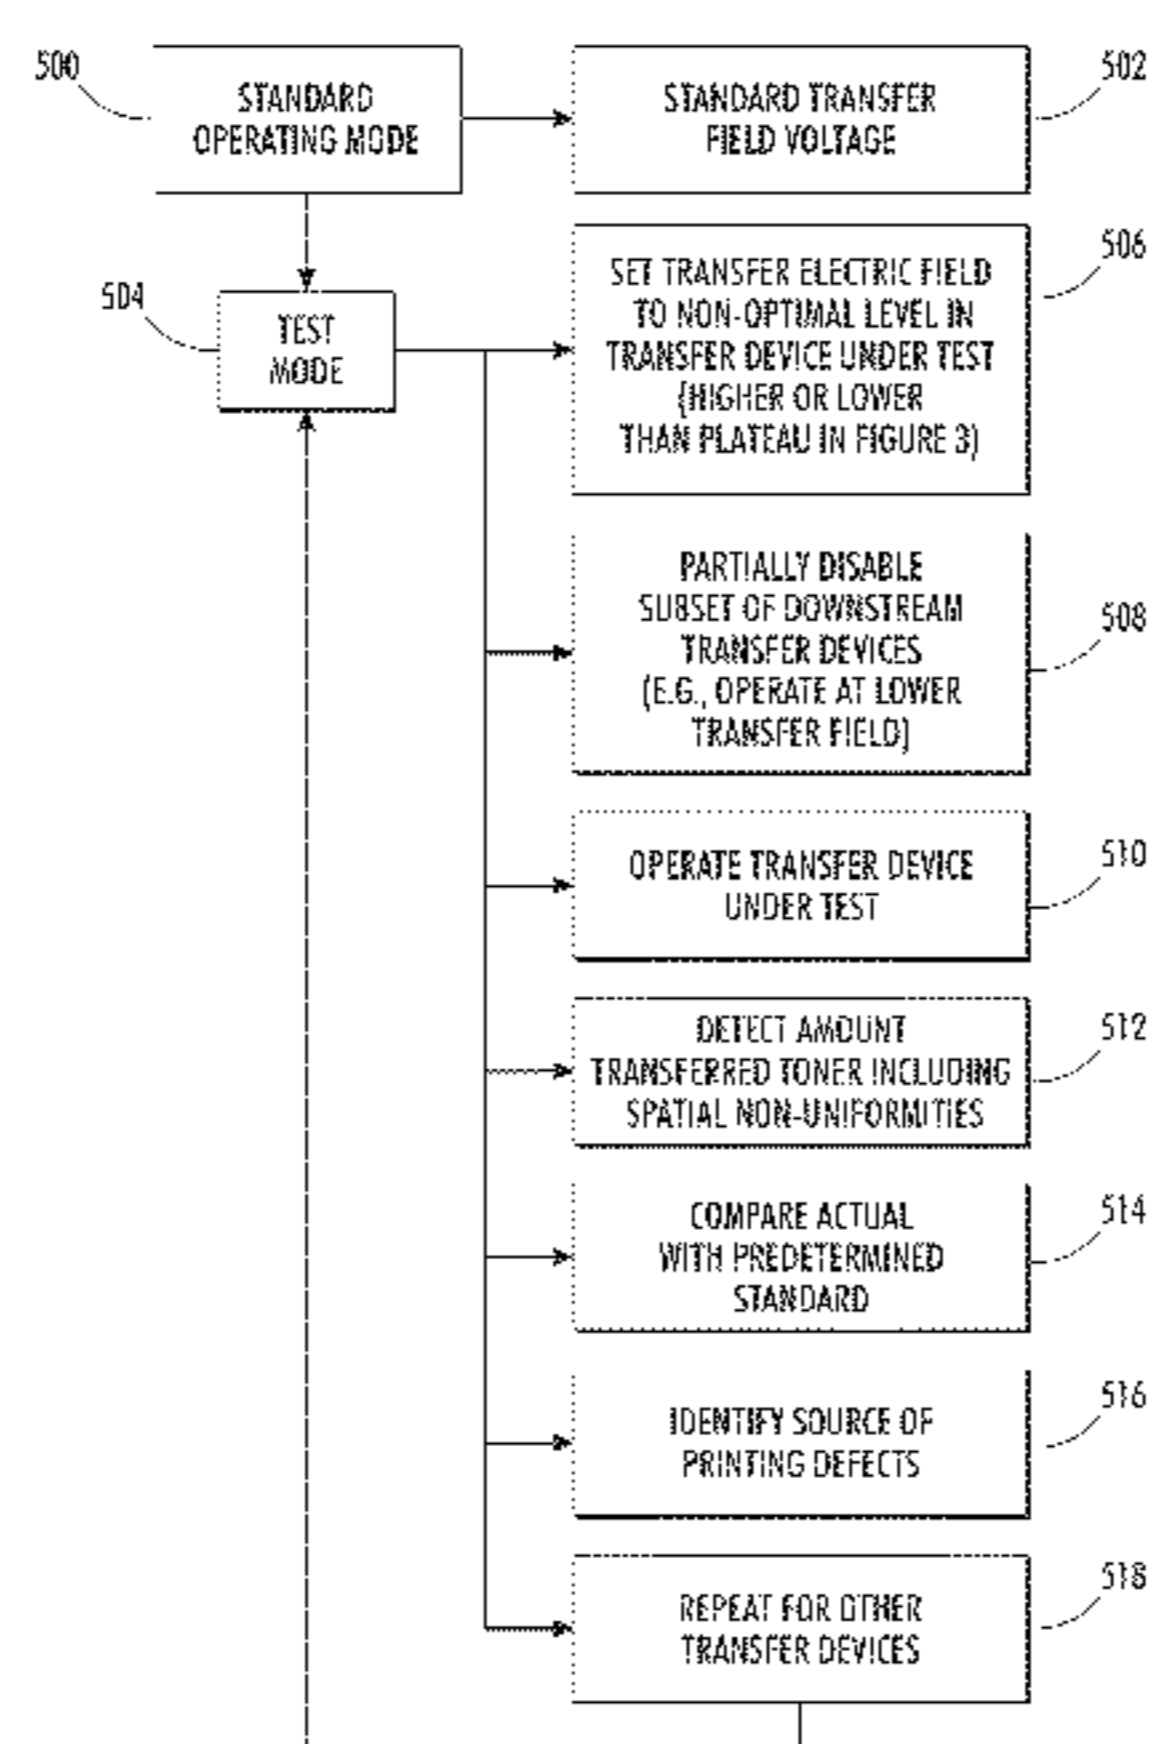 500
STANDARD
OPERATING MODE
STANDARD TRANSFER
FIELD VOLTAGE
502
504
TEST
MODE
SET TRANSFER ELECTRIC FIELD
TO NON-OPTIMAL LEVEL IN
TRANSFER DEVICE UNDER TEST
(HIGHER OR LOWER
THAN PLATEAU IN FIGURE 3)
506
PARTIALLY DISABLE
SUBSET OF DOWNSTREAM
TRANSFER DEVICES
(E.G., OPERATE AT LOWER
TRANSFER FIELD)
508
OPERATE TRANSFER DEVICE
UNDER TEST
510
DETECT AMOUNT
TRANSFERRED TONER INCLUDING
SPATIAL NON-UNIFORMITIES
512
COMPARE ACTUAL
WITH PREDETERMINED
STANDARD
514
IDENTIFY SOURCE OF
PRINTING DEFECTS
516
REPEAT FOR OTHER
TRANSFER DEVICES
518